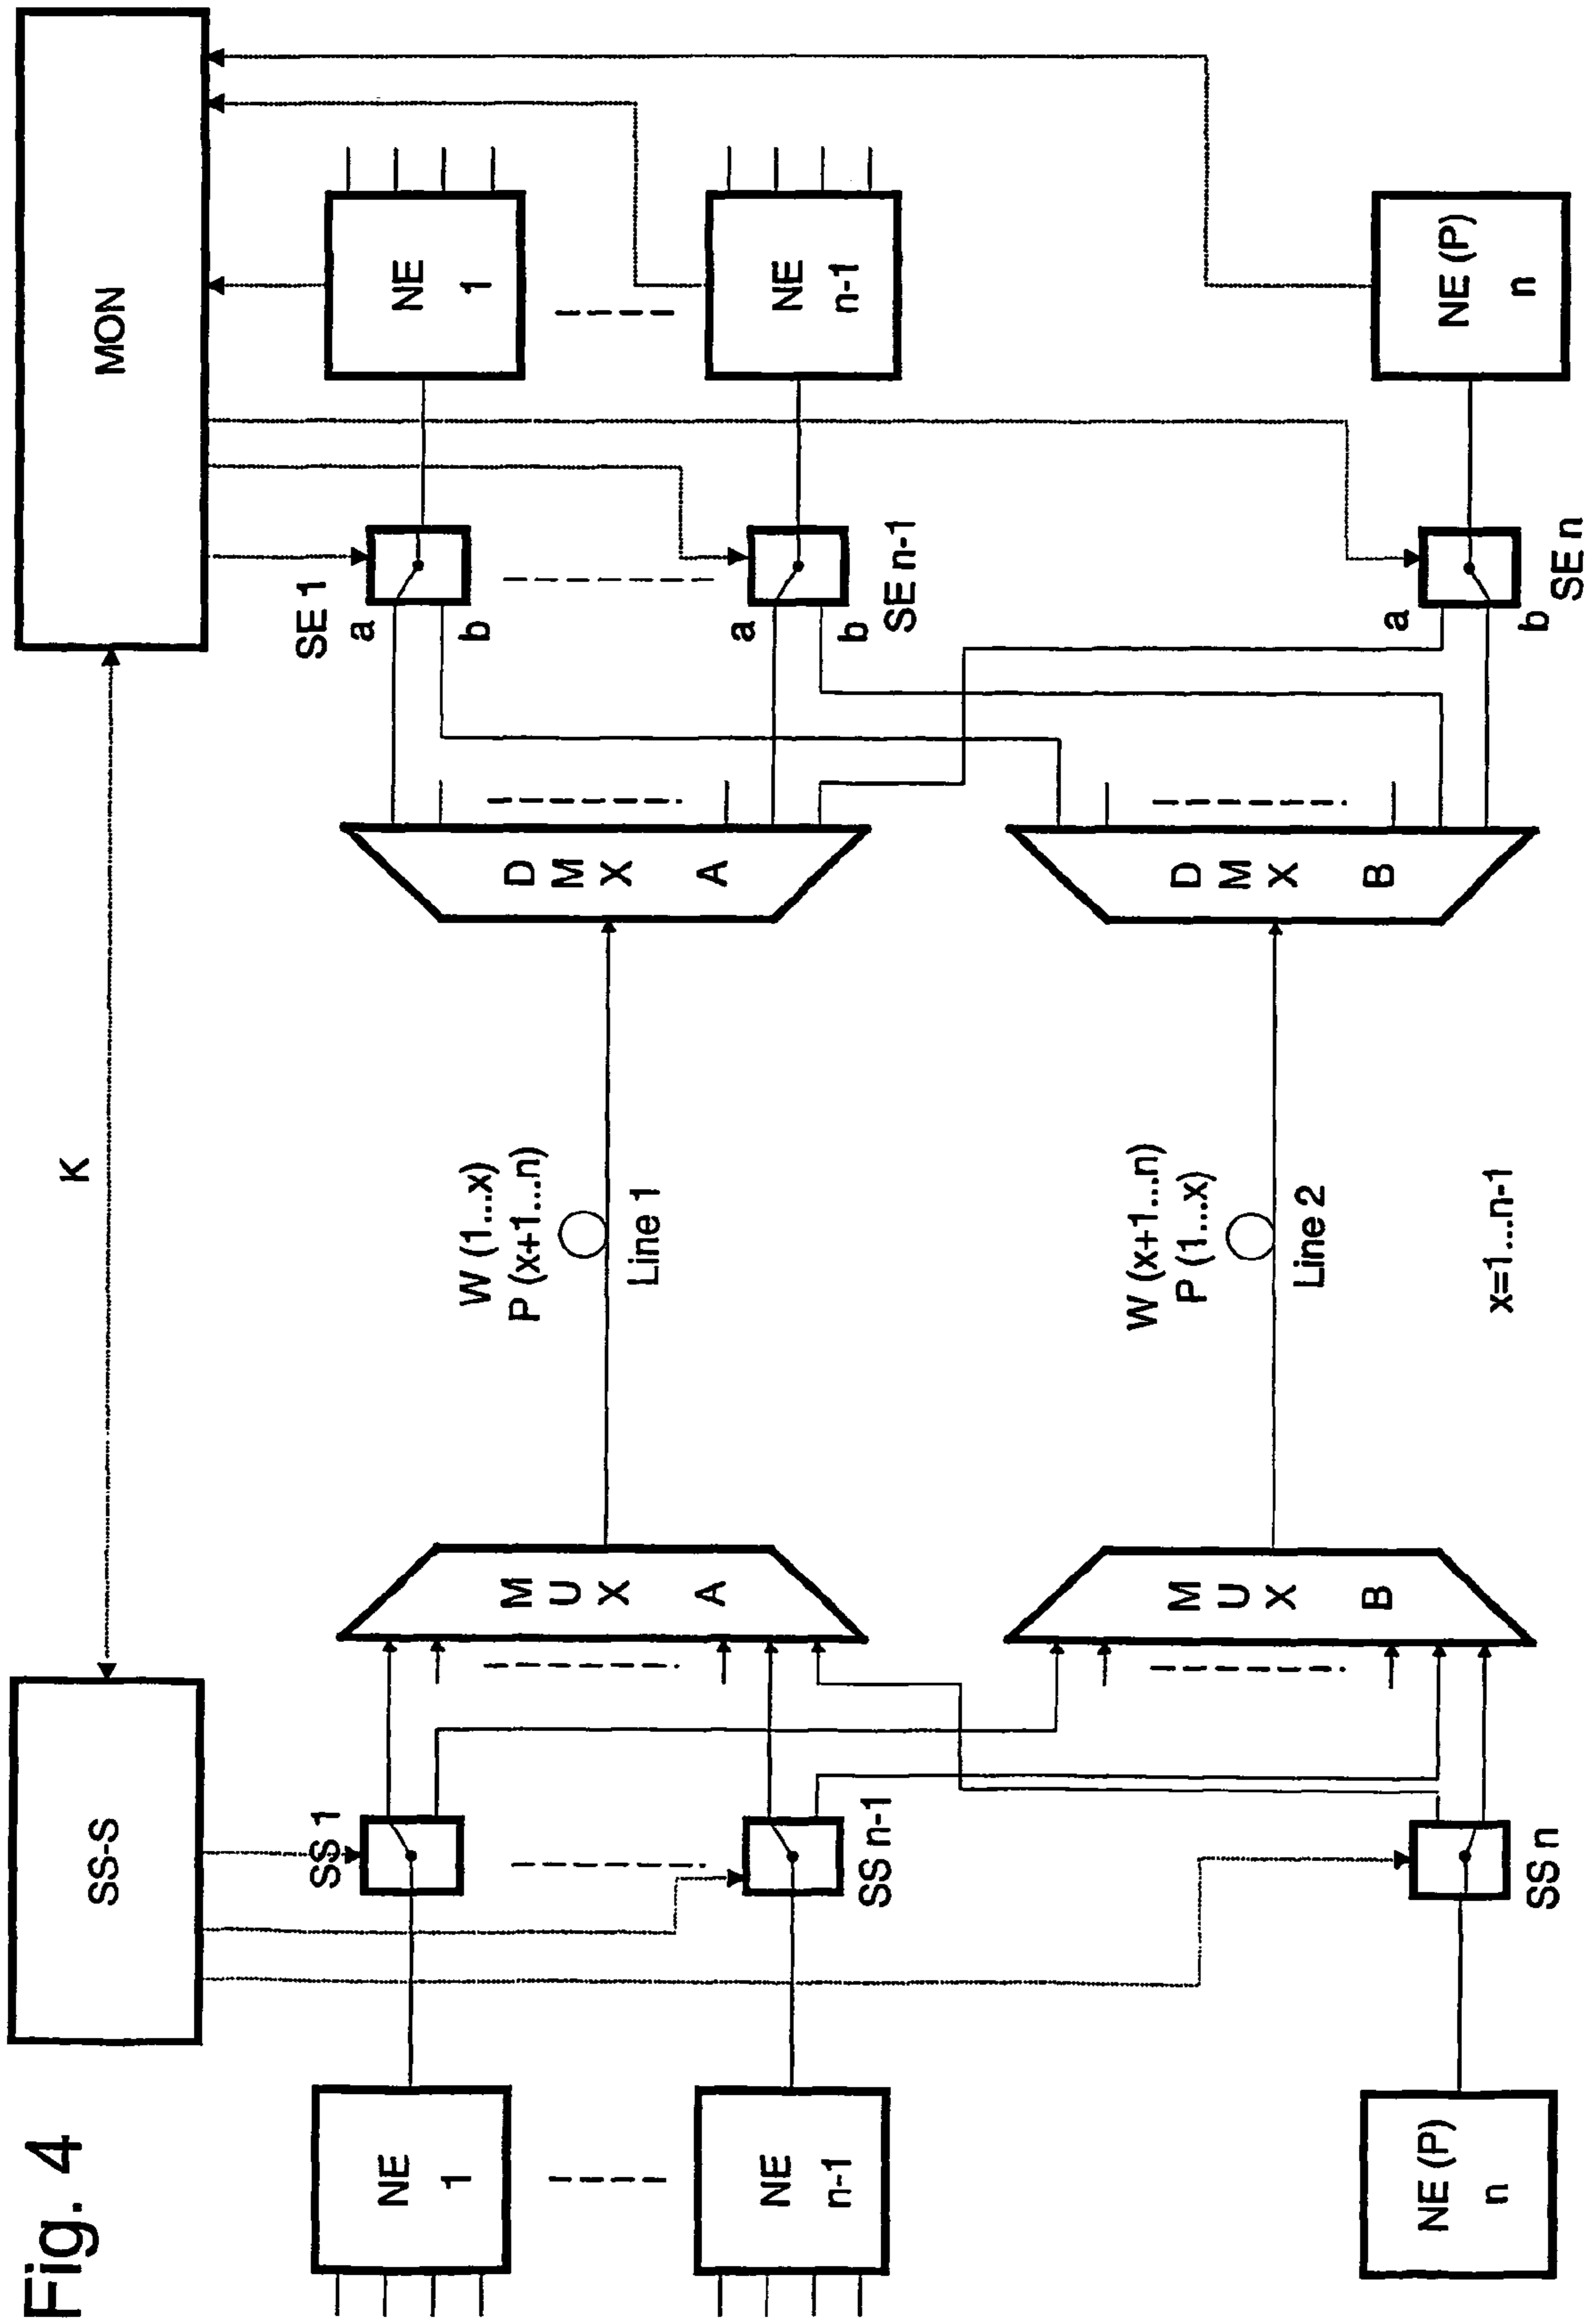 Fig. 4
SS-S
K
MON
NE
1
SS 1
SE 1
a
b
NE
1
M
U
X
A
W (1...x)
P (x+1...n)
Line 1
D
M
X
A
NE
n-1
SS n-1
a
b
SE n-1
NE
n-1
M
U
X
B
W (x+1...n)
P (1...x)
Line 2
D
M
X
B
NE (P)
n
SS n
x=1...n-1
a
b
SE n
NE (P)
n